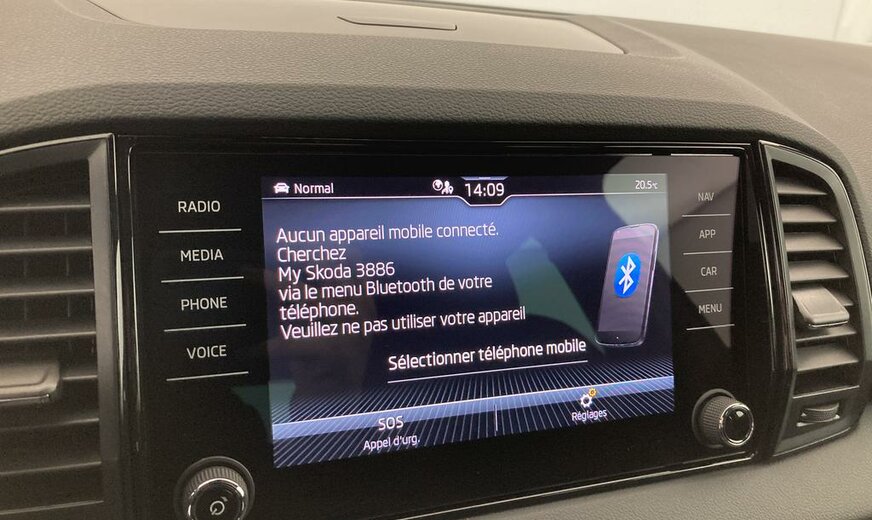 Normal
14:09
20.5°C
RADIO
MEDIA
PHONE
VOICE
Aucun appareil mobile connecté.
Cherchez
My Skoda 3886
via le menu Bluetooth de votre
téléphone.
Veuillez ne pas utiliser votre appareil
Sélectionner téléphone mobile
SOS
Appel d'urg.
Réglages
NAV
APP
CAR
MENU